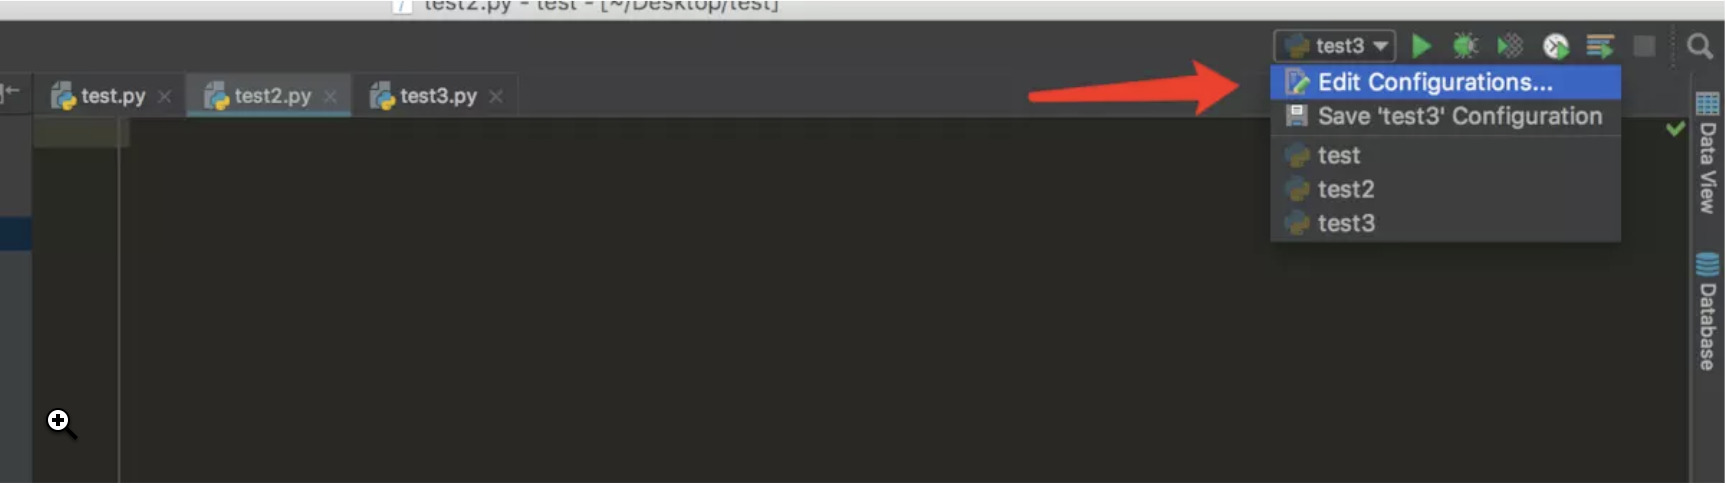 test2.py - test - [~/Desktop/test]
test3
test.py
test2.py
test3.py
Edit Configurations...
Save 'test3' Configuration
test
test2
test3
Data View
Database